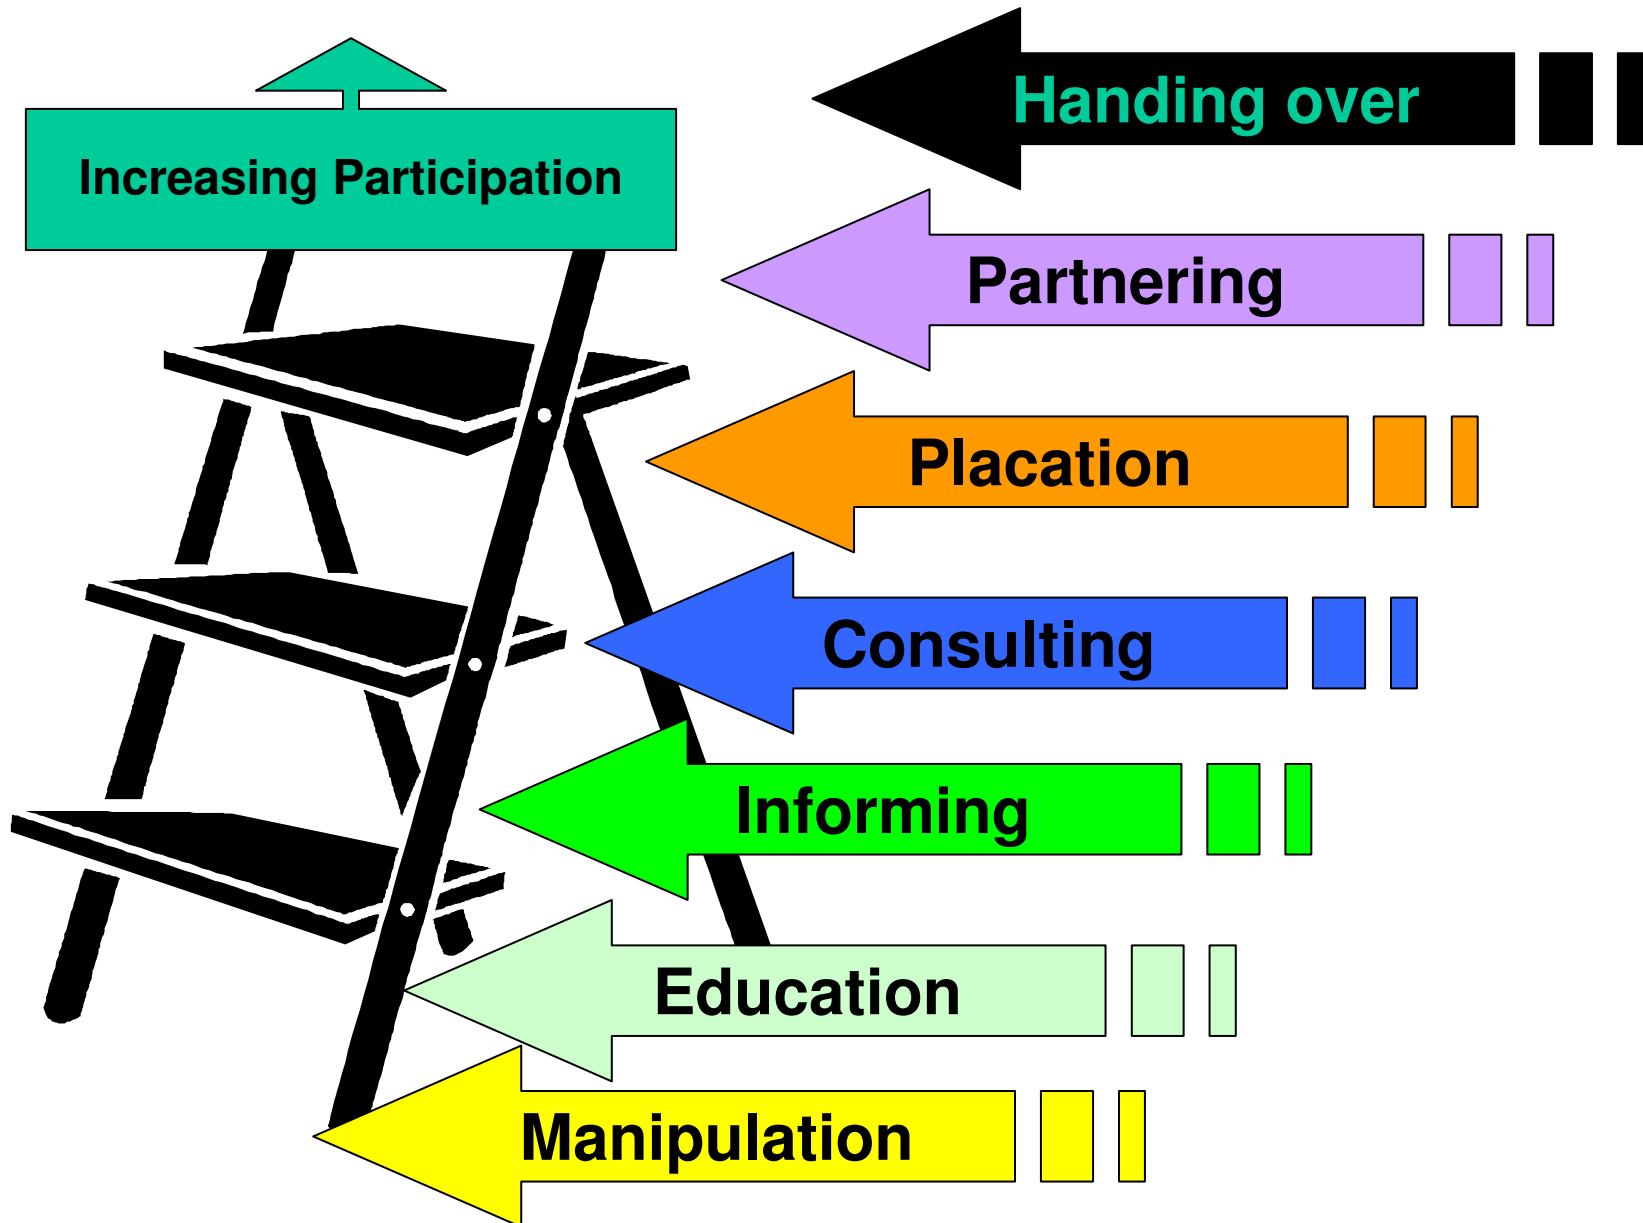 Handing over
Increasing Participation
Partnering
Placation
Consulting
Informing
Education
Manipulation